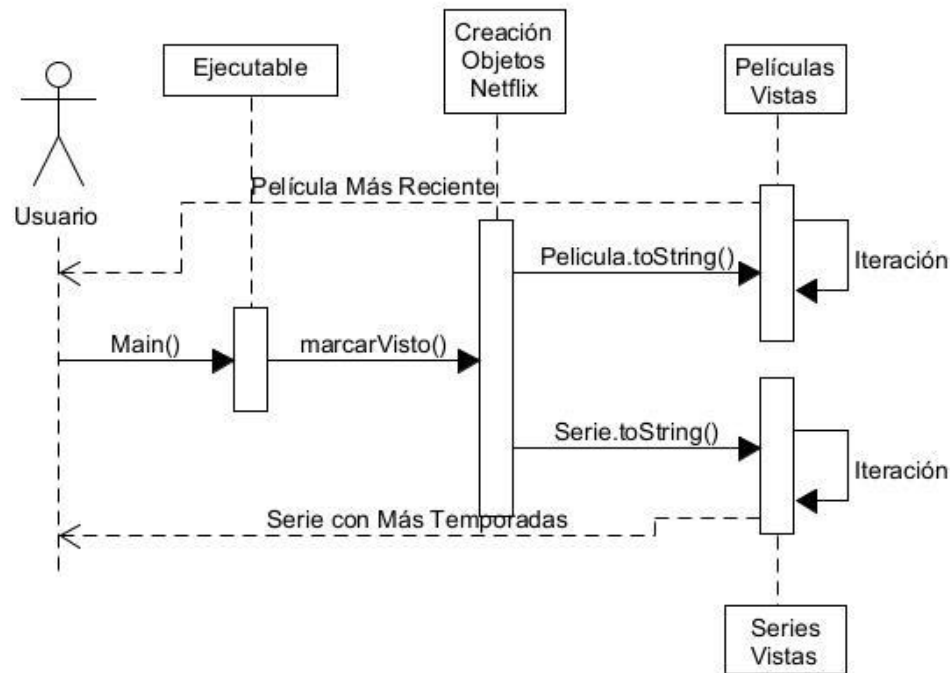 Creación
Objetos
Netflix
Ejecutable
Películas
Vistas
Usuario
Película Más Reciente
Pelicula.toString()
Iteración
Main()
marcarVisto()
Serie.toString()
Iteración
Serie con Más Temporadas
Series
Vistas